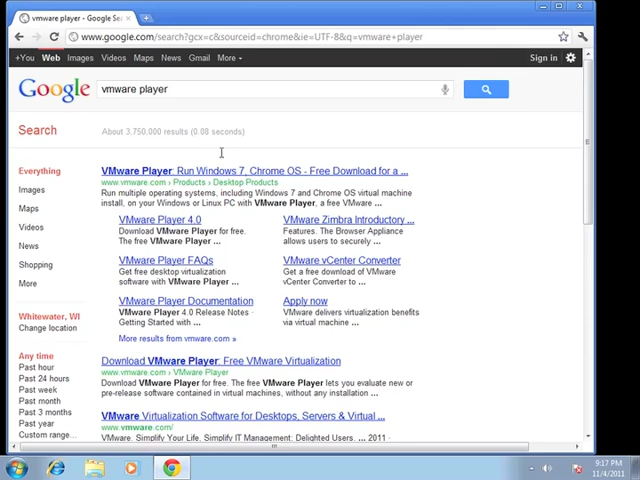 vmware player - Google Sea
www.google.com/search?gcx=c&sourceid=chrome&ie=UTF-8&q=vmware+player
+You Web Images Videos Maps News Gmail More Sign in
Google
vmware player
Search
About 3,750,000 results (0.08 seconds)
Everything
Images
Maps
Videos
News
Shopping
More
Whitewater, WI
Change location
Any time
Past hour
Past 24 hours
Past week
Past month
Past 3 months
Past year
Custom range...
VMware Player: Run Windows 7, Chrome OS - Free Download for a ...
www.vmware.com › Products › Desktop Products
Run multiple operating systems, including Windows 7 and Chrome OS virtual machine
install, on your Windows or Linux PC with VMware Player, a free VMware ...
VMware Player 4.0
Download VMware Player for free.
The free VMware Player ...
VMware Zimbra Introductory ...
Features. The Browser Appliance
allows users to securely ...
VMware Player FAQs
Get free desktop virtualization
software with VMware Player ...
VMware vCenter Converter
Get a free download of VMware
vCenter Converter ...
VMware Player Documentation
VMware Player 4.0 Release Notes -
Getting Started with ...
Apply now
VMware delivers virtualization benefits
via virtual machine ...
More results from vmware.com »
Download VMware Player: Free VMware Virtualization
www.vmware.com › VMware Player
Download VMware Player for free. The free VMware Player lets you evaluate new or
pre-release software contained in virtual machines, without any installation ...
VMware Virtualization Software for Desktops, Servers & Virtual ...
www.vmware.com/
VMware. Simplify Your Life, Simplify IT Management; Delighted Users. ... 2011 ·
9:17 PM
11/4/2011